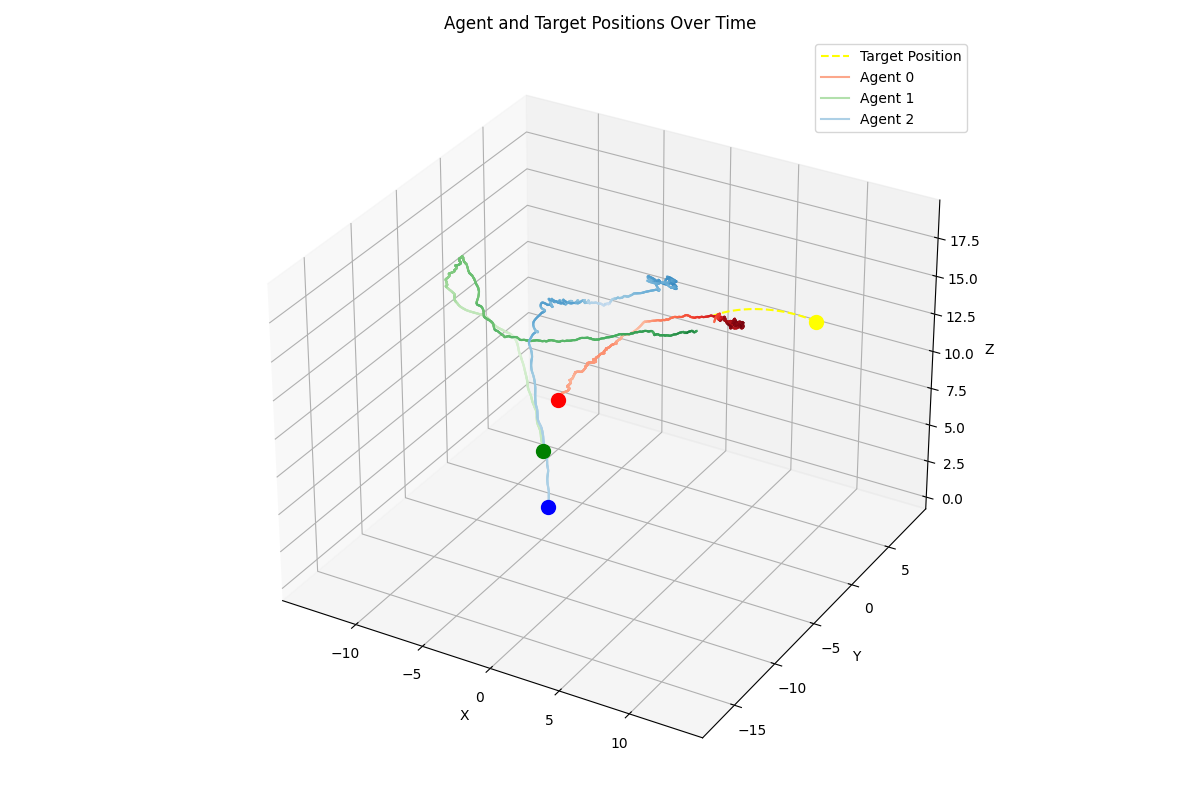 Agent and Target Positions Over Time
Target Position
Agent 0
Agent 1
Agent 2
17.5
15.0
12.5
10.0
7.5
5.0
2.5
0.0
Z
5
0
−5
−10
−15
Y
−10
−5
0
5
10
X